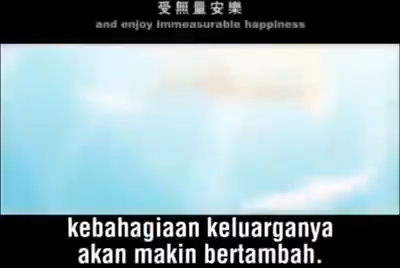 受無量安樂
and enjoy immeasurable happiness
kebahagiaan keluarganya
akan makin bertambah.